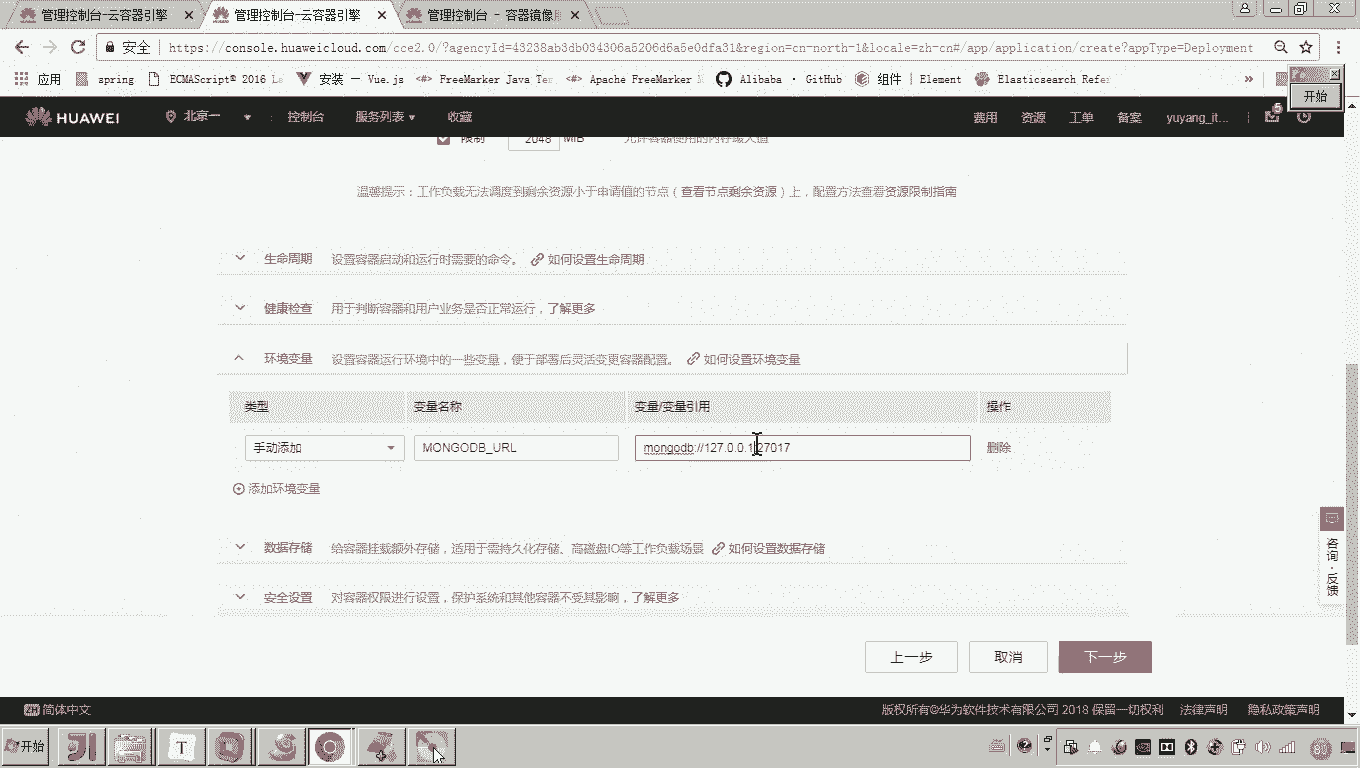 管理控制台-云容器引擎
管理控制台-云容器引擎
管理控制台 - 容器镜像
安全
https://console.huaweicloud.com/cce2.0/?agencyId=43238ab3db034306a5206d6a5e0dfa31&region=cn-north-1&locale=zh-cn#/app/application/create?appType=Deployment
应用
spring
ECMAScript® 2016 La
安装 — Vue.js
FreeMarker Java Tem
Apache FreeMarker
Alibaba · GitHub
组件 | Element
Elasticsearch Refer
»
开始
HUAWEI
北京一
控制台
服务列表
收藏
费用
资源
工单
备案
yuyang_it...
5
限制
2048
MiB
允许容器使用的内存最大值
温馨提示：工作负载无法调度到剩余资源小于申请值的节点（查看节点剩余资源）上，配置方法查看资源限制指南
生命周期
设置容器启动和运行时需要的命令。
如何设置生命周期
健康检查
用于判断容器和用户业务是否正常运行，了解更多
环境变量
设置容器运行环境中的一些变量，便于部署后灵活变更容器配置。
如何设置环境变量
类型
变量名称
变量/变量引用
操作
手动添加
MONGODB_URL
mongodb://127.0.0.1:27017
删除
添加环境变量
数据存储
给容器挂载额外存储，适用于需持久化存储、高磁盘IO等工作负载场景
如何设置数据存储
安全设置
对容器权限进行设置，保护系统和其他容器不受其影响，了解更多
咨询·反馈
上一步
取消
下一步
简体中文
版权所有©华为软件技术有限公司 2018 保留一切权利
法律声明
隐私政策声明
开始
T